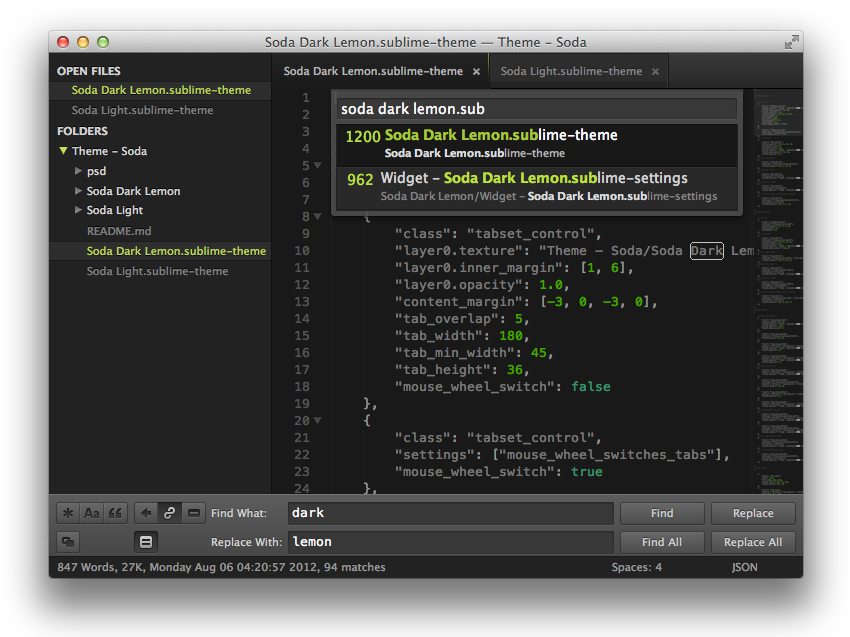 Soda Dark Lemon.sublime-theme — Theme – Soda
OPEN FILES
Soda Dark Lemon.sublime-theme
Soda Light.sublime-theme
FOLDERS
Theme – Soda
psd
Soda Dark Lemon
Soda Light
README.md
Soda Dark Lemon.sublime-theme
Soda Light.sublime-theme
Soda Dark Lemon.sublime-theme ×
Soda Light.sublime-theme ×
soda dark lemon.sub
1200 Soda Dark Lemon.sublime-theme
Soda Dark Lemon.sublime-theme
962 Widget – Soda Dark Lemon.sublime-settings
Soda Dark Lemon/Widget – Soda Dark Lemon.sublime-settings
1
2
3
4
5
6
7
8 {
9 "class": "tabset_control",
10 "layer0.texture": "Theme – Soda/Soda Dark Lem
11 "layer0.inner_margin": [1, 6],
12 "layer0.opacity": 1.0,
13 "content_margin": [-3, 0, -3, 0],
14 "tab_overlap": 5,
15 "tab_width": 180,
16 "tab_min_width": 45,
17 "tab_height": 36,
18 "mouse_wheel_switch": false
19 },
20 {
21 "class": "tabset_control",
22 "settings": ["mouse_wheel_switches_tabs"],
23 "mouse_wheel_switch": true
24 },
.* Aa “ Find What: dark Find Replace
Replace With: lemon Find All Replace All
847 Words, 27K, Monday Aug 06 04:20:57 2012, 94 matches Spaces: 4 JSON